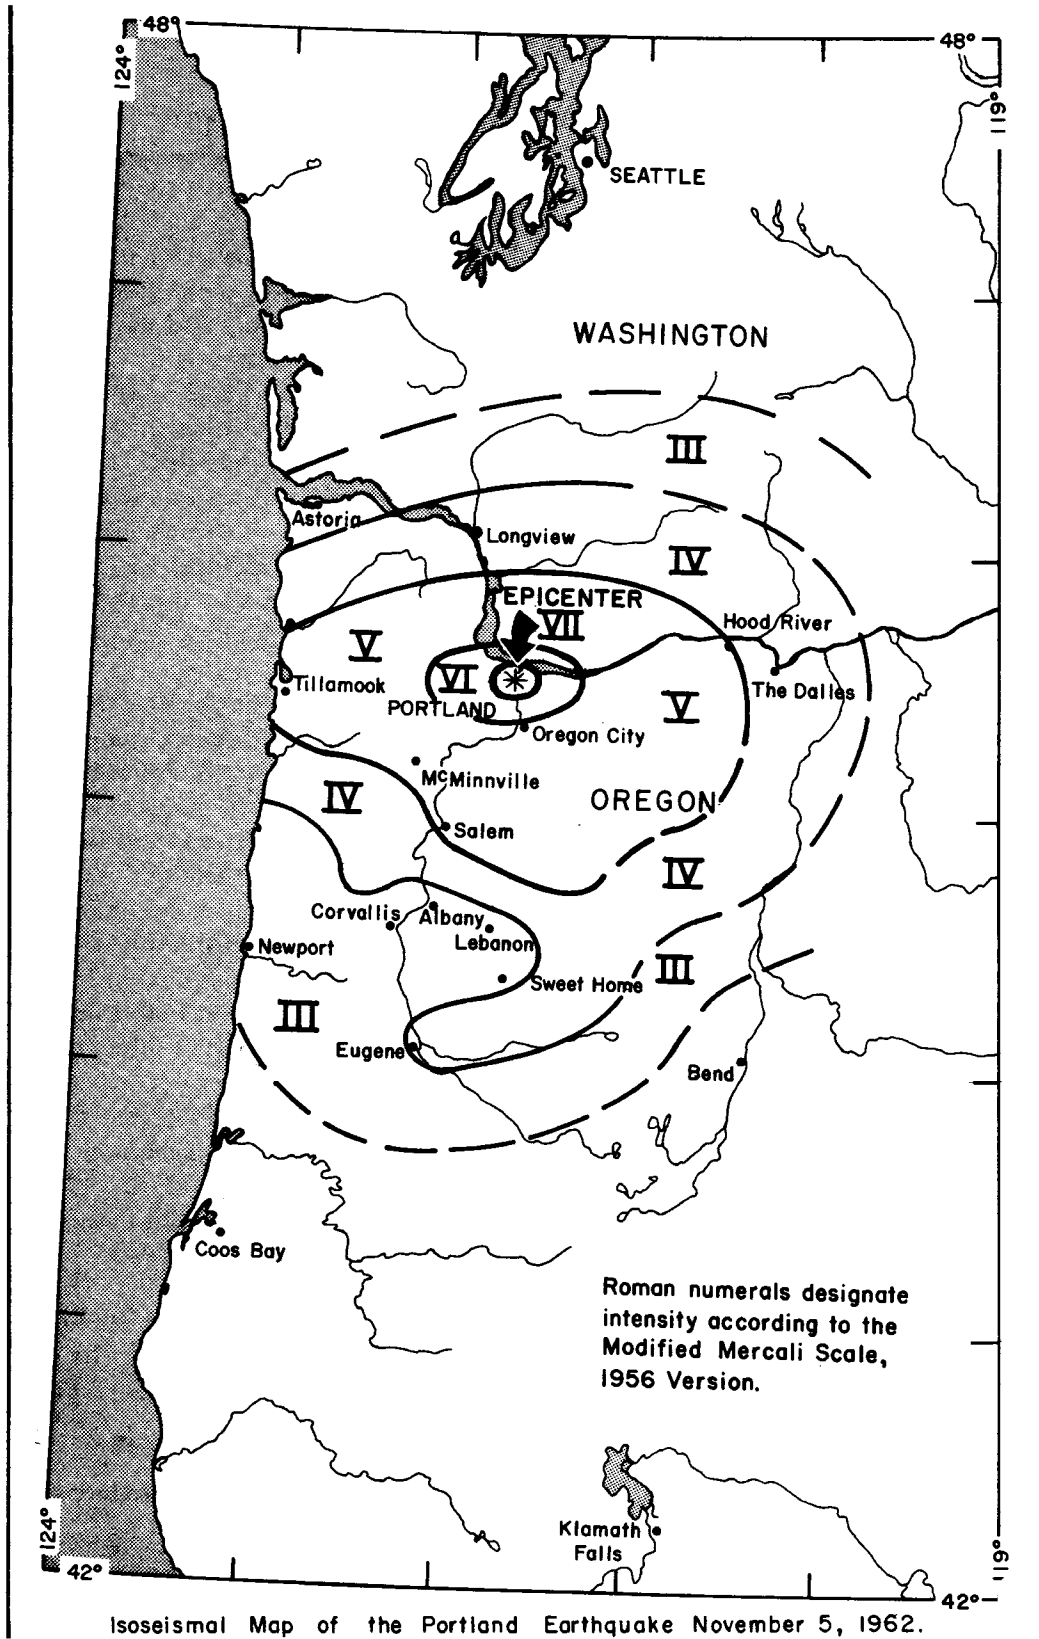 48°
48°
124°
119°
SEATTLE
WASHINGTON
III
Astoria
Longview
IV
EPICENTER
VII
Hood River
V
VI
Tillamook
The Dalles
PORTLAND
V
Oregon City
McMinnville
IV
OREGON
Salem
IV
Corvallis
Albany
Lebanon
Newport
III
Sweet Home
III
Eugene
Bend
Coos Bay
Roman numerals designate
intensity according to the
Modified Mercali Scale,
1956 Version.
Klamath
Falls
124°
119°
42°
42°
Isoseismal Map of the Portland Earthquake November 5, 1962.